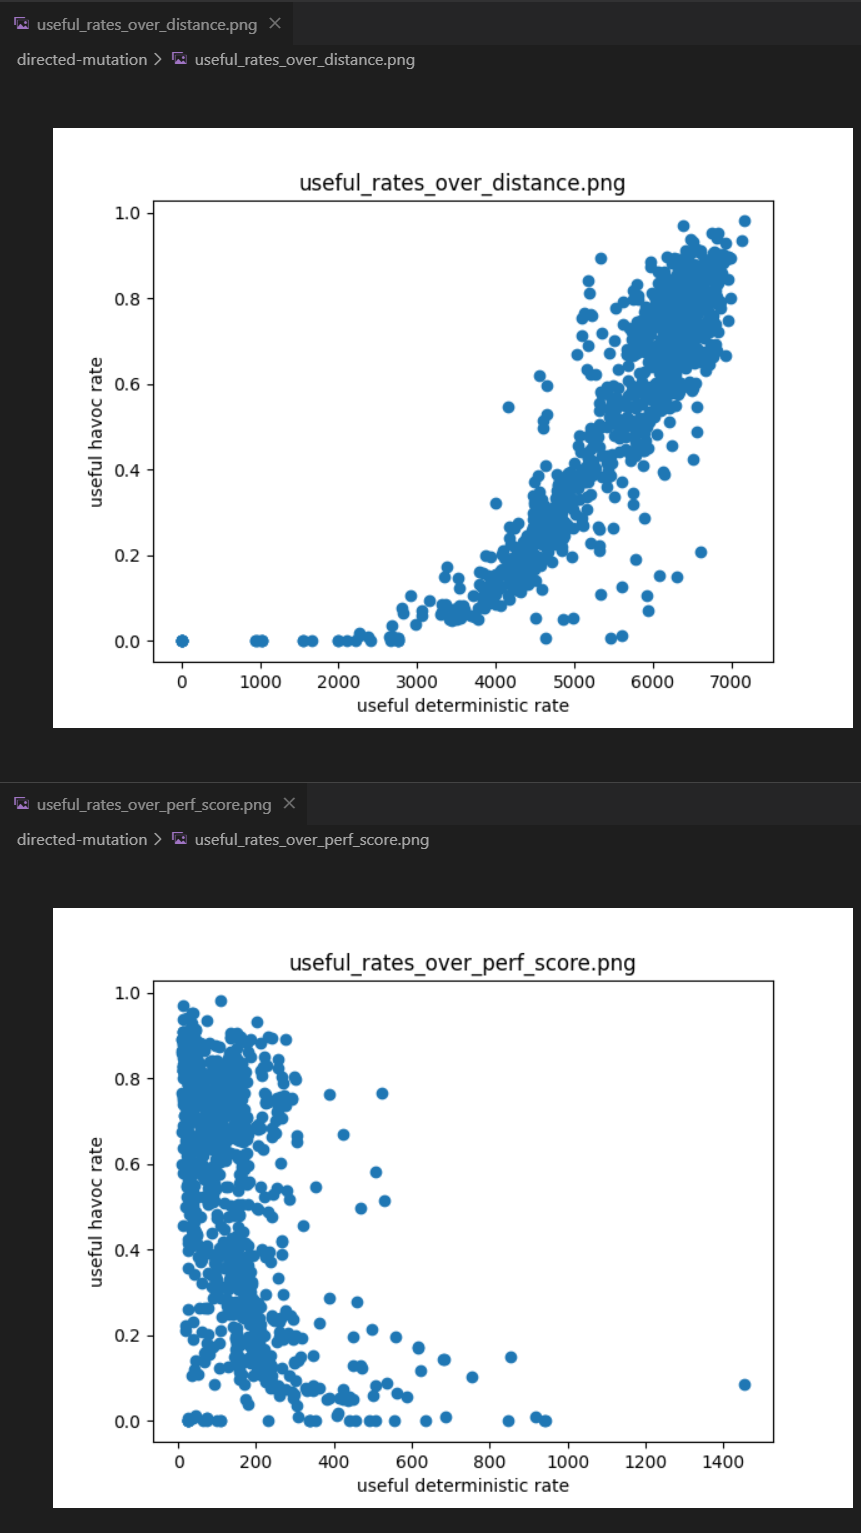 useful_rates_over_distance.png
directed-mutation > useful_rates_over_distance.png
useful_rates_over_distance.png
1.0
0.8
0.6
0.4
0.2
0.0
useful havoc rate
0 1000 2000 3000 4000 5000 6000 7000
useful deterministic rate
useful_rates_over_perf_score.png
directed-mutation > useful_rates_over_perf_score.png
useful_rates_over_perf_score.png
1.0
0.8
0.6
0.4
0.2
0.0
useful havoc rate
0 200 400 600 800 1000 1200 1400
useful deterministic rate